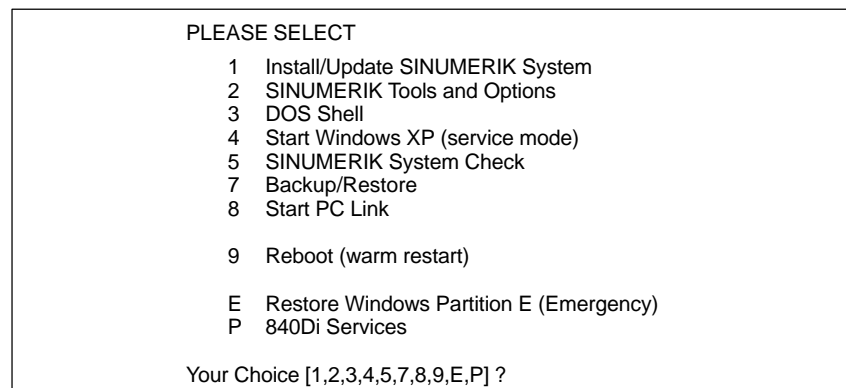 PLEASE SELECT
1 Install/Update SINUMERIK System
2 SINUMERIK Tools and Options
3 DOS Shell
4 Start Windows XP (service mode)
5 SINUMERIK System Check
7 Backup/Restore
8 Start PC Link
9 Reboot (warm restart)
E Restore Windows Partition E (Emergency)
P 840Di Services
Your Choice [1,2,3,4,5,7,8,9,E,P] ?